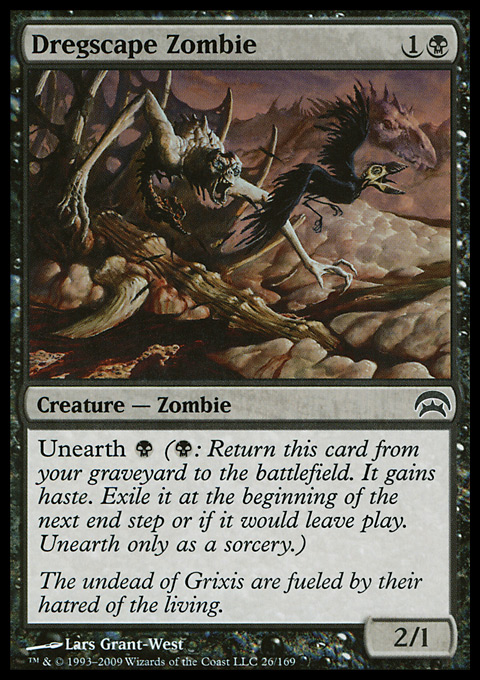 Dregscape Zombie 1
Creature — Zombie
Unearth (: Return this card from
your graveyard to the battlefield. It gains
haste. Exile it at the beginning of the
next end step or if it would leave play.
Unearth only as a sorcery.)
The undead of Grixis are fueled by their
hatred of the living.
Lars Grant-West
2/1
™ & © 1993–2009 Wizards of the Coast LLC 26/169